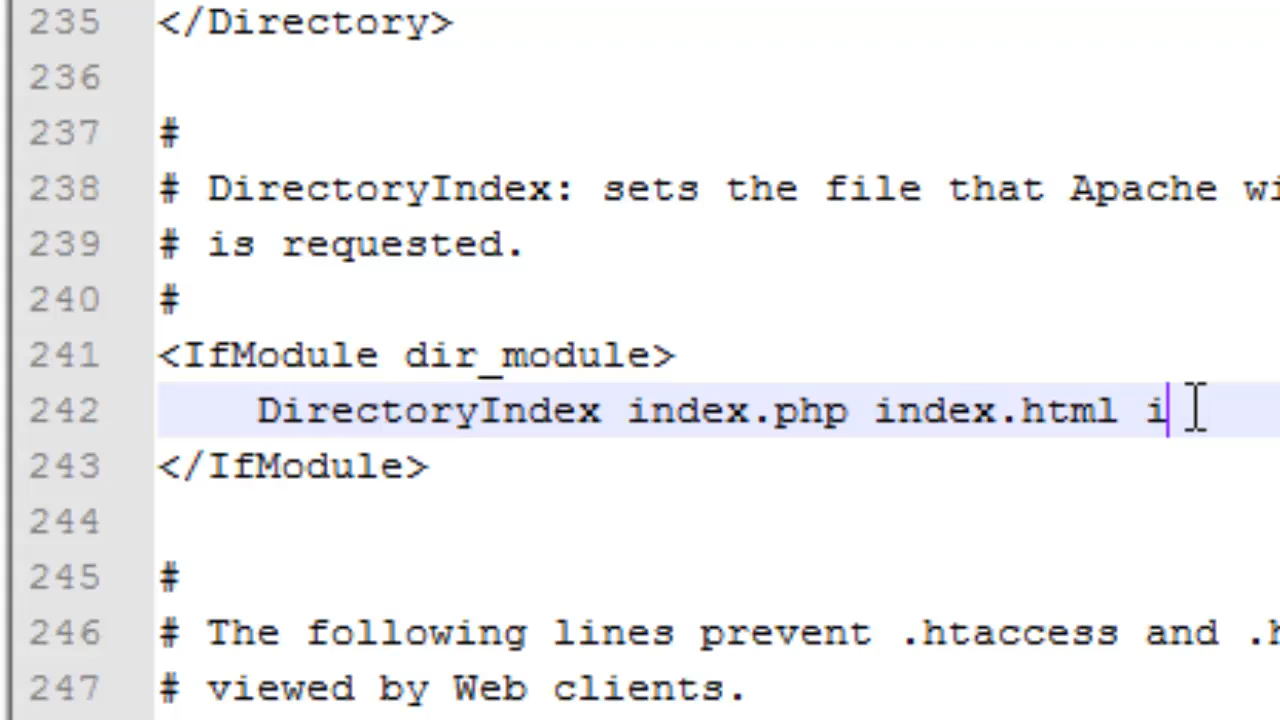 235 </Directory>
236
237 #
238 # DirectoryIndex: sets the file that Apache wi
239 # is requested.
240 #
241 <IfModule dir_module>
242     DirectoryIndex index.php index.html i
243 </IfModule>
244
245 #
246 # The following lines prevent .htaccess and .h
247 # viewed by Web clients.